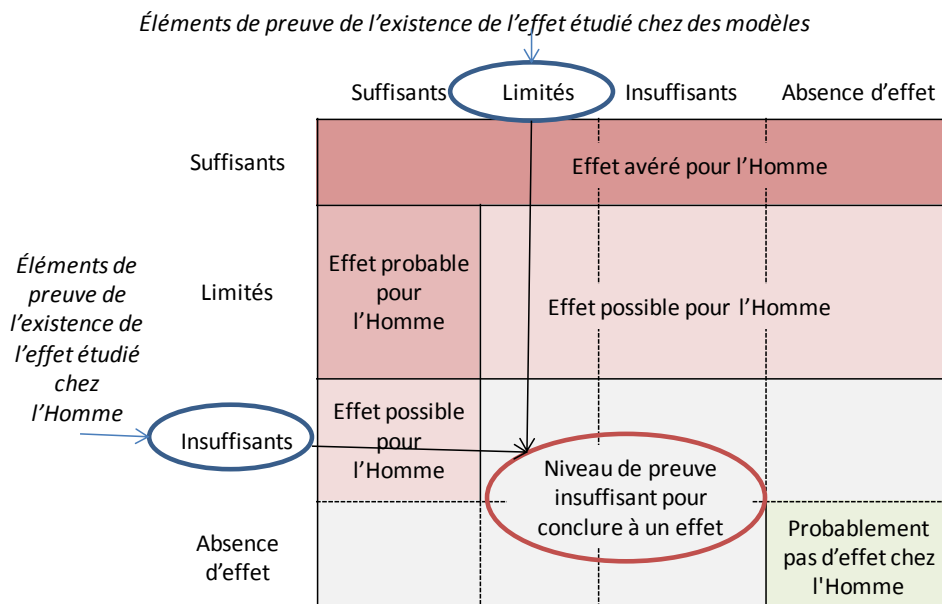 Éléments de preuve de l'existence de l'effet étudié chez des modèles
Suffisants Limités Insuffisants Absence d'effet
Suffisants
Effet avéré pour l'Homme
Éléments de
preuve de
l'existence de
l'effet étudié
chez
l'Homme
Limités
Effet probable
pour
l'Homme
Effet possible pour l'Homme
Insuffisants
Effet possible
pour
l'Homme
Niveau de preuve
insuffisant pour
conclure à un effet
Absence
d'effet
Probablement
pas d'effet chez
l'Homme